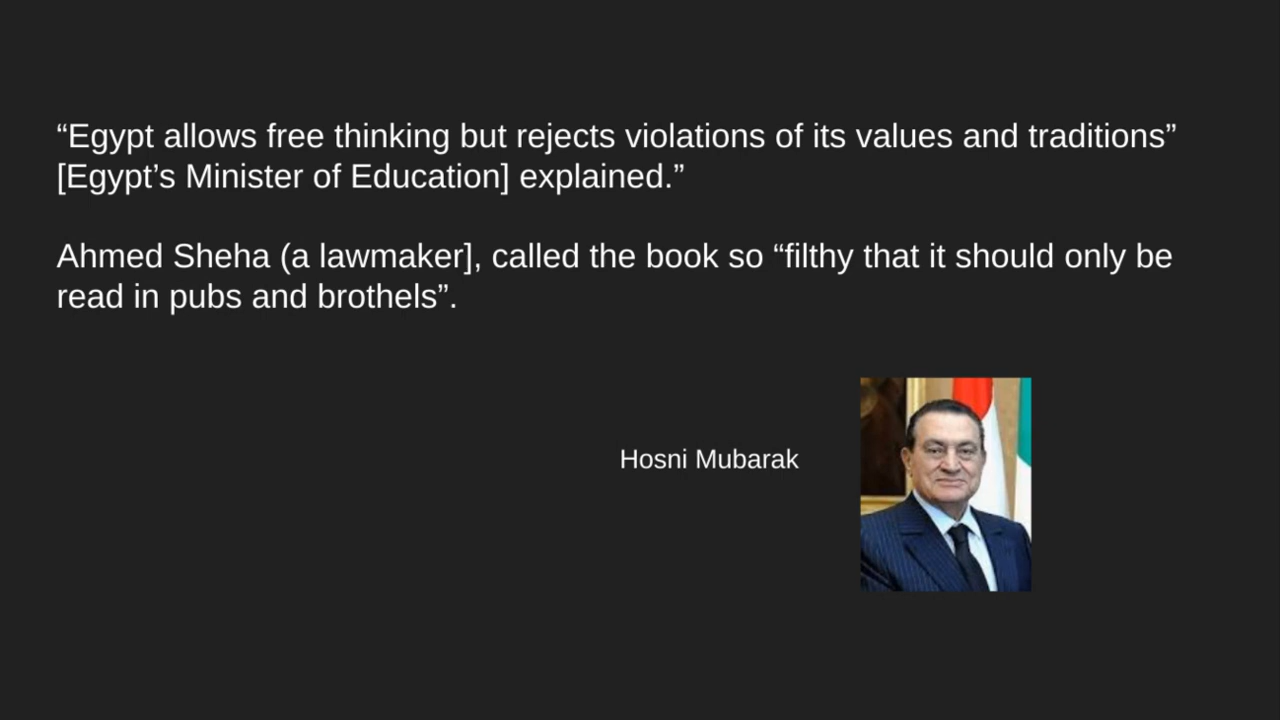 “Egypt allows free thinking but rejects violations of its values and traditions”
[Egypt’s Minister of Education] explained.”
Ahmed Sheha (a lawmaker], called the book so “filthy that it should only be
read in pubs and brothels”.
Hosni Mubarak